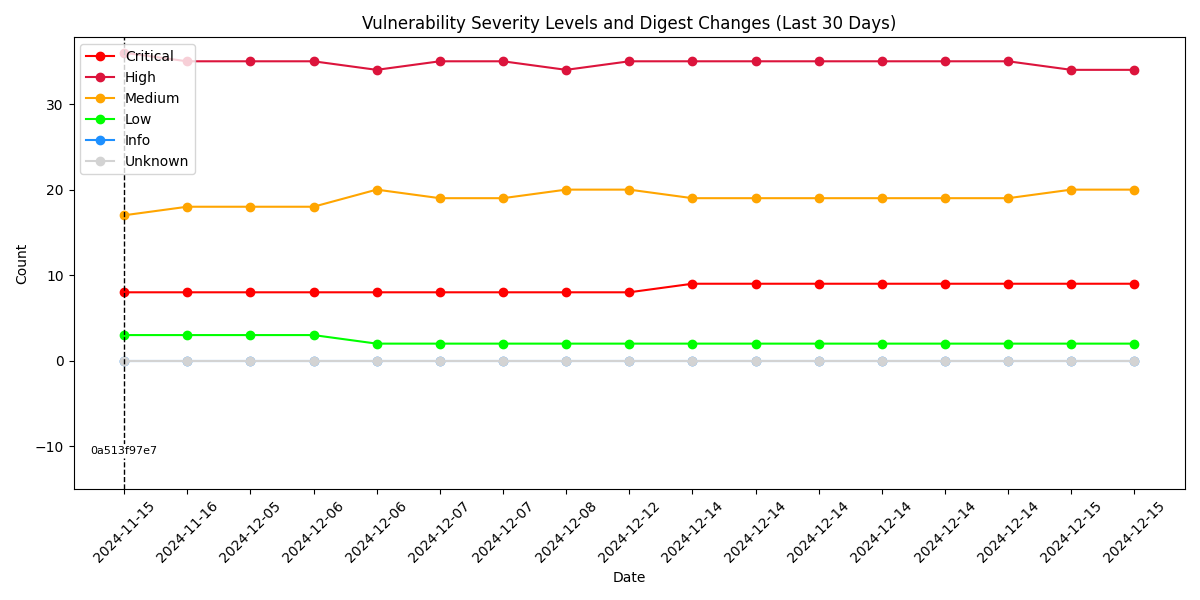 Vulnerability Severity Levels and Digest Changes (Last 30 Days)
Critical
High
Medium
Low
Info
Unknown
Count
30
20
10
0
−10
0a513f97e7
2024-11-15
2024-11-16
2024-12-05
2024-12-06
2024-12-06
2024-12-07
2024-12-07
2024-12-08
2024-12-12
2024-12-14
2024-12-14
2024-12-14
2024-12-14
2024-12-14
2024-12-14
2024-12-15
2024-12-15
Date